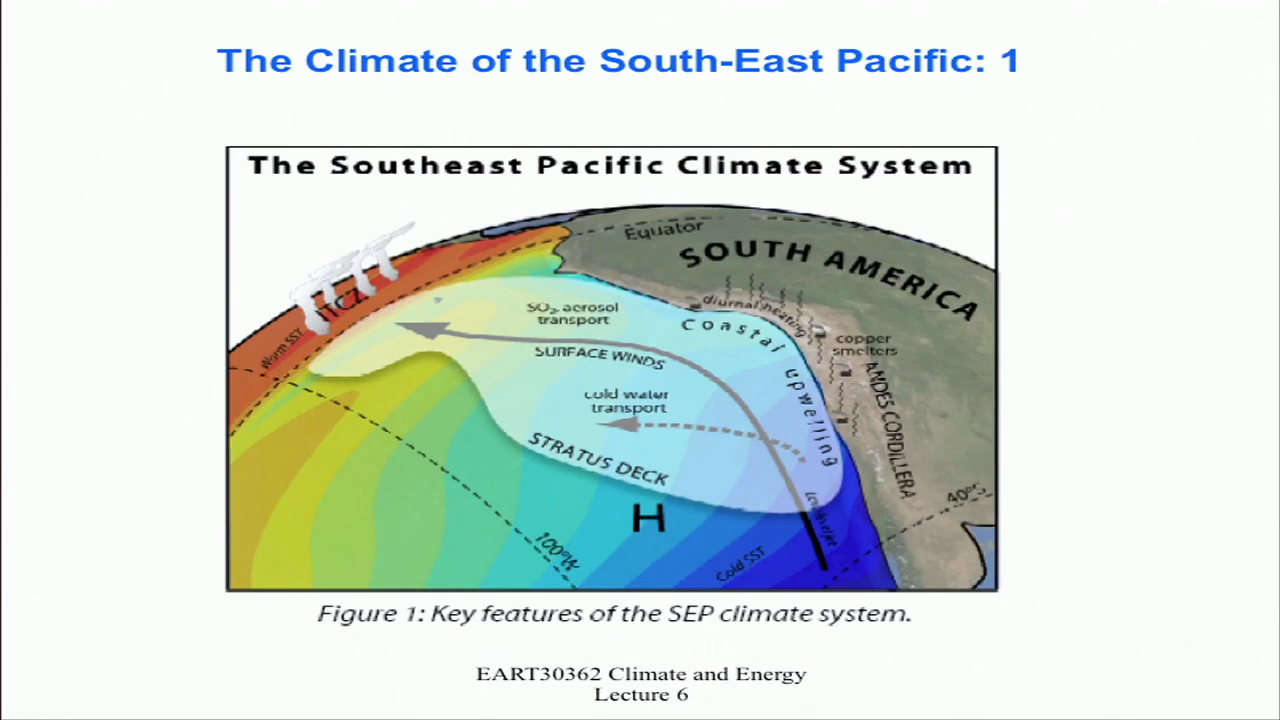 The Climate of the South-East Pacific: 1
The Southeast Pacific Climate System
Equator
SOUTH AMERICA
ITCZ
Warm SST
SO₂, aerosol
transport
diurnal heating
Coastal upwelling
copper
smelters
SURFACE WINDS
ANDES CORDILLERA
cold water
transport
STRATUS DECK
H
40°S
100°W
Cold SST
Figure 1: Key features of the SEP climate system.
EART30362 Climate and Energy
Lecture 6